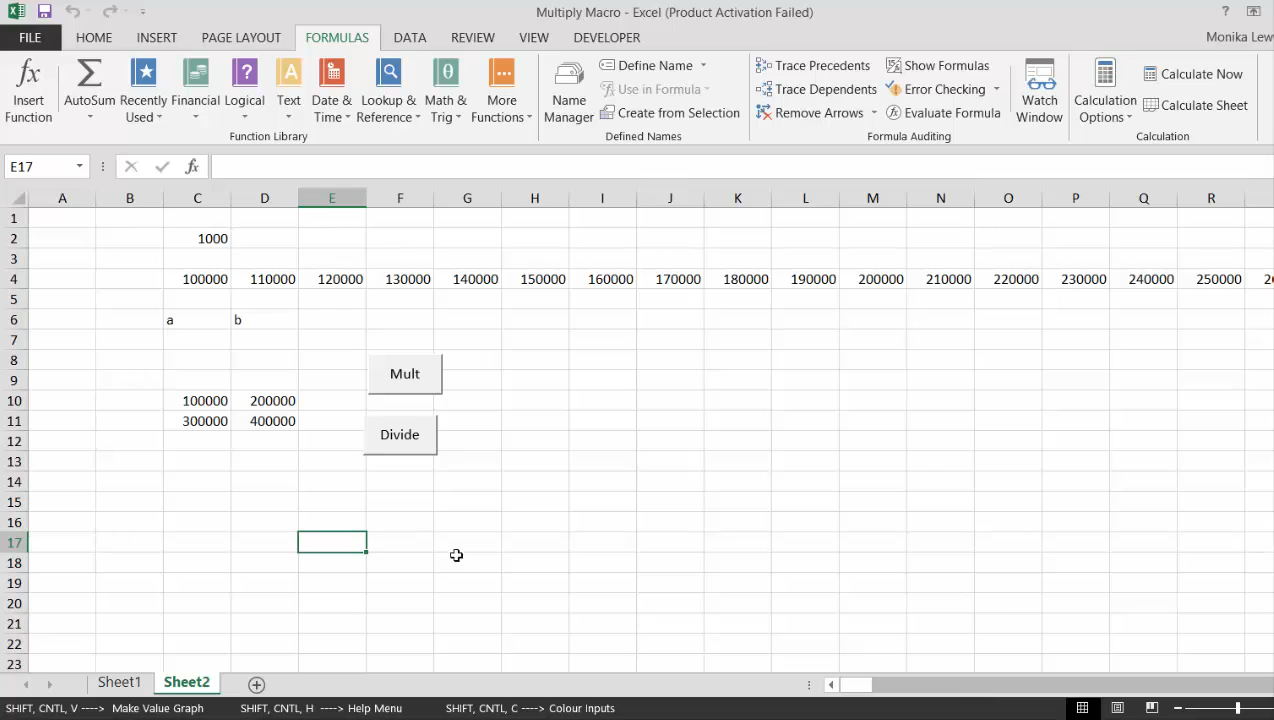 Multiply Macro - Excel (Product Activation Failed)
FILE HOME INSERT PAGE LAYOUT FORMULAS DATA REVIEW VIEW DEVELOPER Monika Lew
Insert Function
AutoSum
Recently Used
Financial
Logical
Text
Date & Time
Lookup & Reference
Math & Trig
More Functions
Function Library
Name Manager
Define Name
Use in Formula
Create from Selection
Defined Names
Trace Precedents
Trace Dependents
Remove Arrows
Show Formulas
Error Checking
Evaluate Formula
Formula Auditing
Watch Window
Calculation Options
Calculate Now
Calculate Sheet
Calculation
E17 fx
A B C D E F G H I J K L M N O P Q R
1
2 1000
3
4 100000 110000 120000 130000 140000 150000 160000 170000 180000 190000 200000 210000 220000 230000 240000 250000
5
6 a b
7
8
Mult
9
10 100000 200000
11 300000 400000
Divide
12
13
14
15
16
17
18
19
20
21
22
23
Sheet1 Sheet2
SHIFT, CNTL, V ----> Make Value Graph SHIFT, CNTL, H ----> Help Menu SHIFT, CNTL, C ----> Colour Inputs